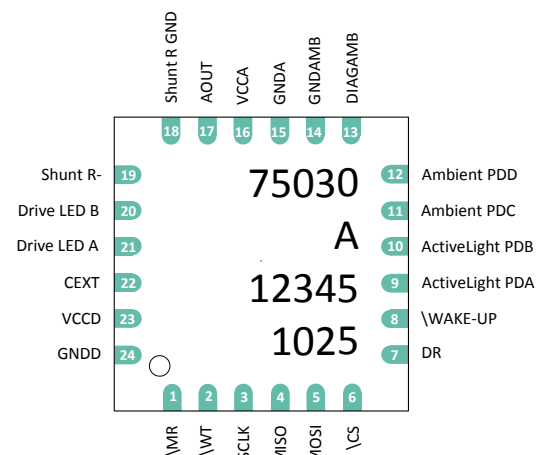 Shunt R GND
AOUT
VCCA
GNDA
GNDAMB
DIAGAMB
18 17 16 15 14 13
Shunt R- 19
Drive LED B 20
Drive LED A 21
CEXT 22
VCCD 23
GNDD 24
75030
A
12345
1025
12 Ambient PDD
11 Ambient PDC
10 ActiveLight PDB
9 ActiveLight PDA
8 \WAKE-UP
7 DR
1 2 3 4 5 6
\MR
\WT
SCLK
MISO
MOSI
\CS